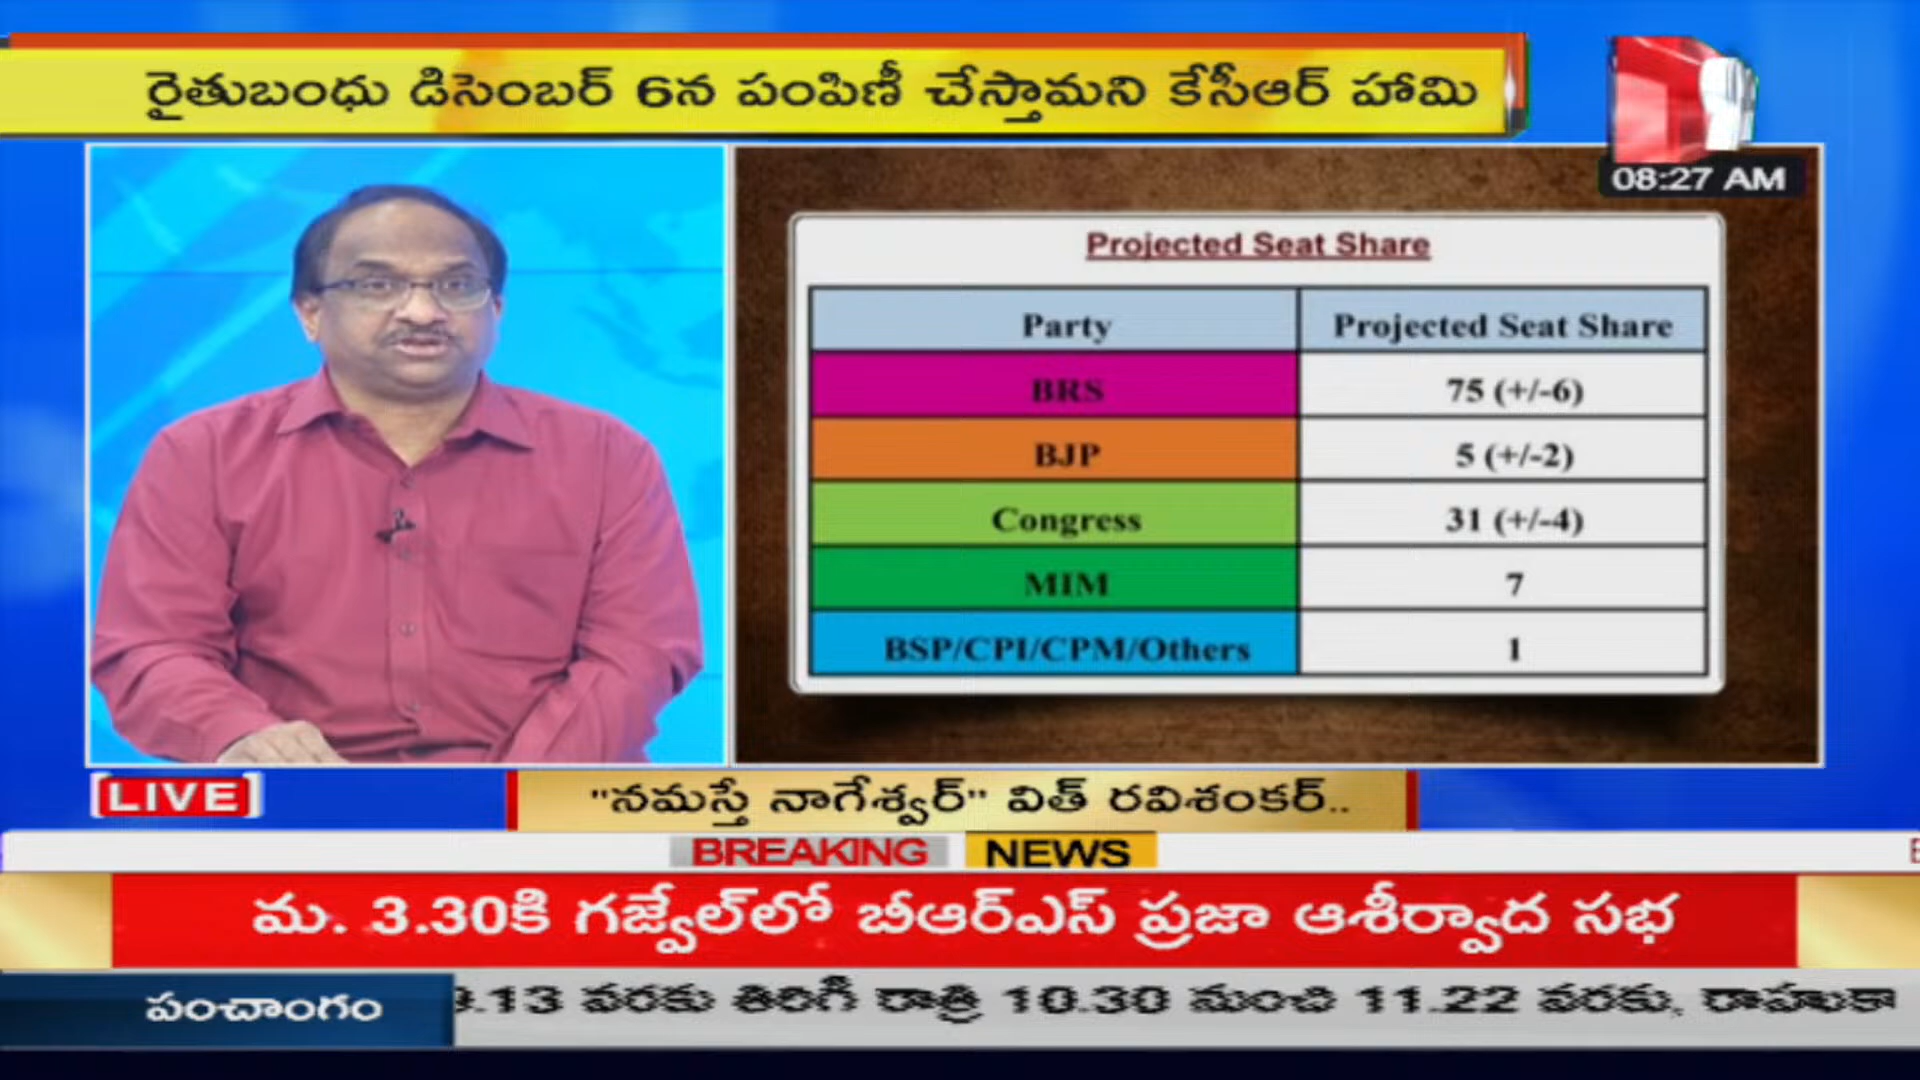 రైతుబంధు డిసెంబర్ 6న పంపిణీ చేస్తామని కేసీఆర్ హామి
08:27 AM
Projected Seat Share
Party Projected Seat Share
BRS 75 (+/-6)
BJP 5 (+/-2)
Congress 31 (+/-4)
MIM 7
BSP/CPI/CPM/Others 1
LIVE
"నమస్తే నాగేశ్వర్" విత్ రవిశంకర్..
BREAKING NEWS
మ. 3.30కి గజ్వేల్‌లో బీఆర్ఎస్ ప్రజా ఆశీర్వాద సభ
పంచాంగం .13 వరకు తిరిగి రాత్రి 10.30 నుంచి 11.22 వరకు, రాహుకా